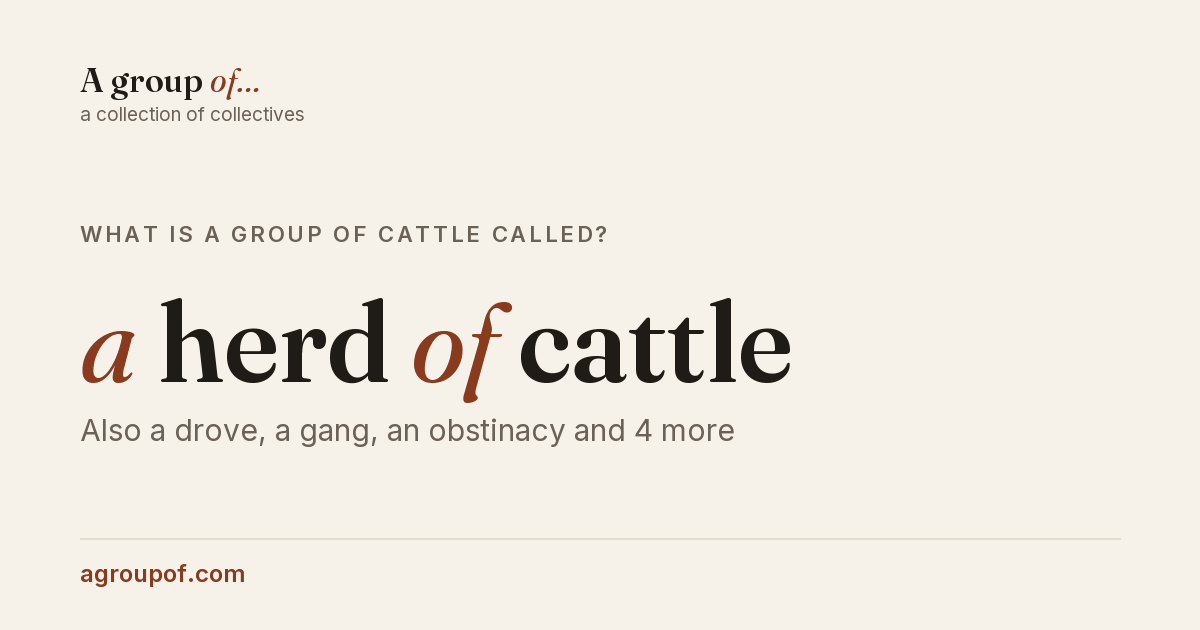 A group of...
a collection of collectives
WHAT IS A GROUP OF CATTLE CALLED?
a herd of cattle
Also a drove, a gang, an obstinacy and 4 more
agroupof.com